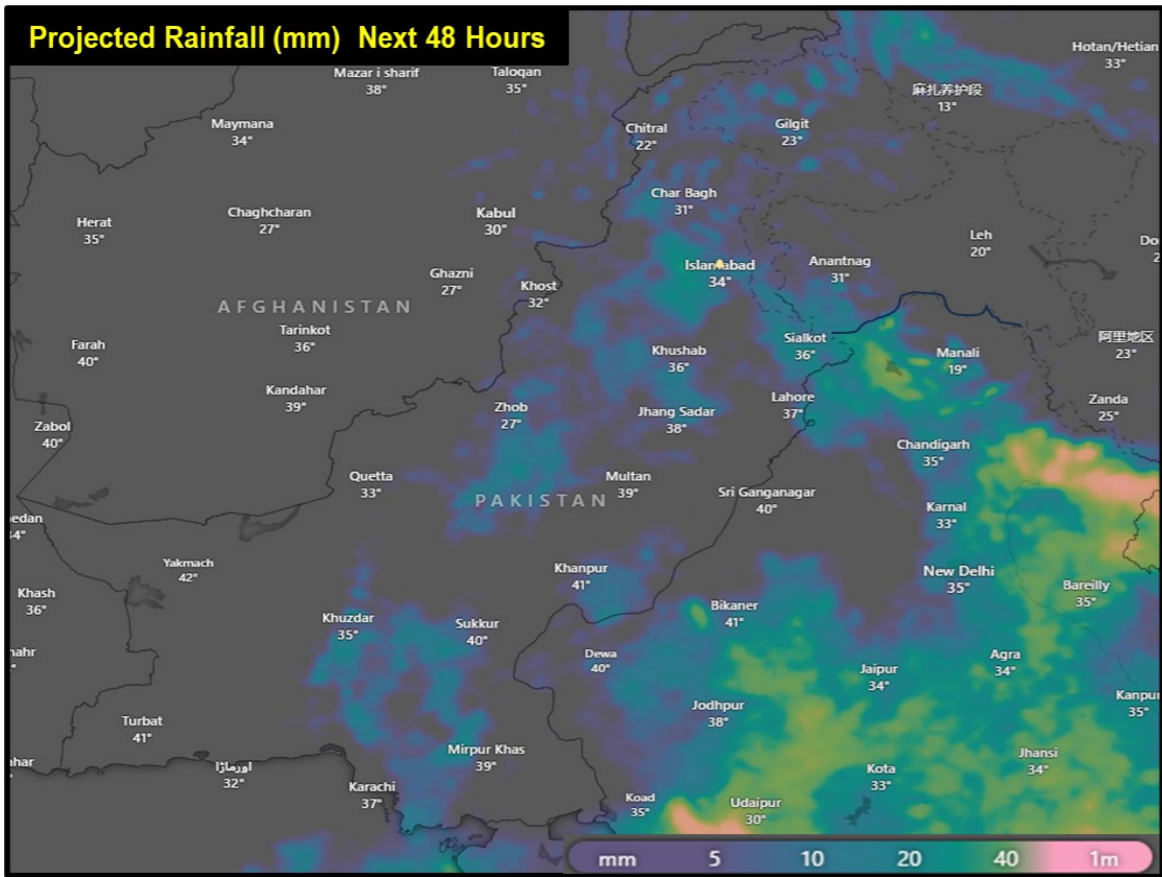 Projected Rainfall (mm) Next 48 Hours
Hotan/Hetian
33°
Mazar i sharif
38°
Taloqan
35°
麻扎养护段
13°
Maymana
34°
Chitral
22°
Gilgit
23°
Char Bagh
31°
Herat
35°
Chaghcharan
27°
Kabul
30°
Leh
20°
Do
2
Islamabad
34°
Anantnag
31°
Ghazni
27°
Khost
32°
AFGHANISTAN
Tarinkot
36°
Farah
40°
Khushab
36°
Sialkot
36°
Manali
19°
阿里地区
23°
Kandahar
39°
Zabol
40°
Zhob
27°
Jhang Sadar
38°
Lahore
37°
Zanda
25°
Chandigarh
35°
Quetta
33°
Multan
39°
PAKISTAN
Sri Ganganagar
40°
Karnal
33°
nedan
34°
Yakmach
42°
Khanpur
41°
New Delhi
35°
Khash
36°
Bareilly
35°
Khuzdar
35°
Sukkur
40°
Bikaner
41°
nahr
Dewa
40°
Jaipur
34°
Agra
34°
Kanpur
35°
Jodhpur
38°
Turbat
41°
Mirpur Khas
39°
Jhansi
34°
nhar
اورماڑا
32°
Karachi
37°
Kota
33°
Koad
35°
Udaipur
30°
mm 5 10 20 40 1m